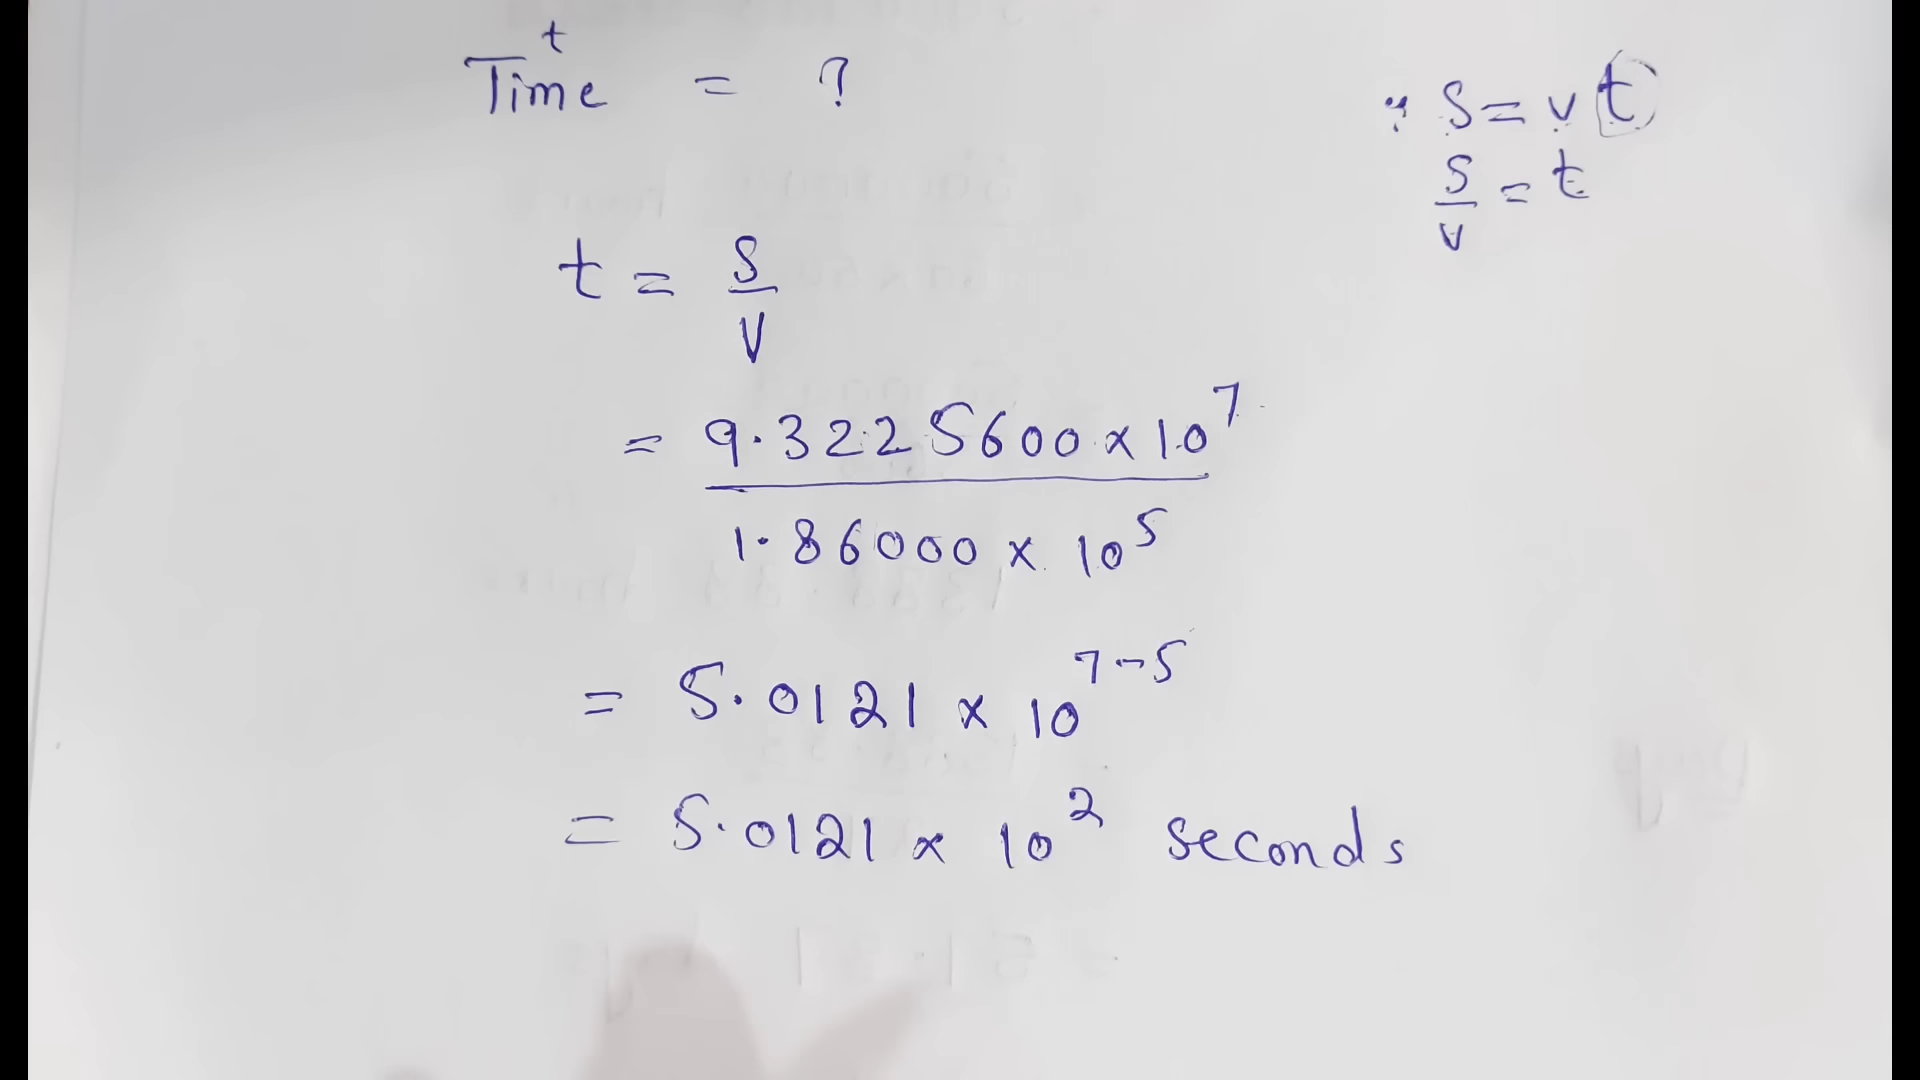 t
Time = ?
∵ S = vt
S/v = t
t = S/V
= 9.3225600 × 10^7
1.86000 × 10^5
= 5.0121 × 10^7-5
= 5.0121 × 10^2 seconds